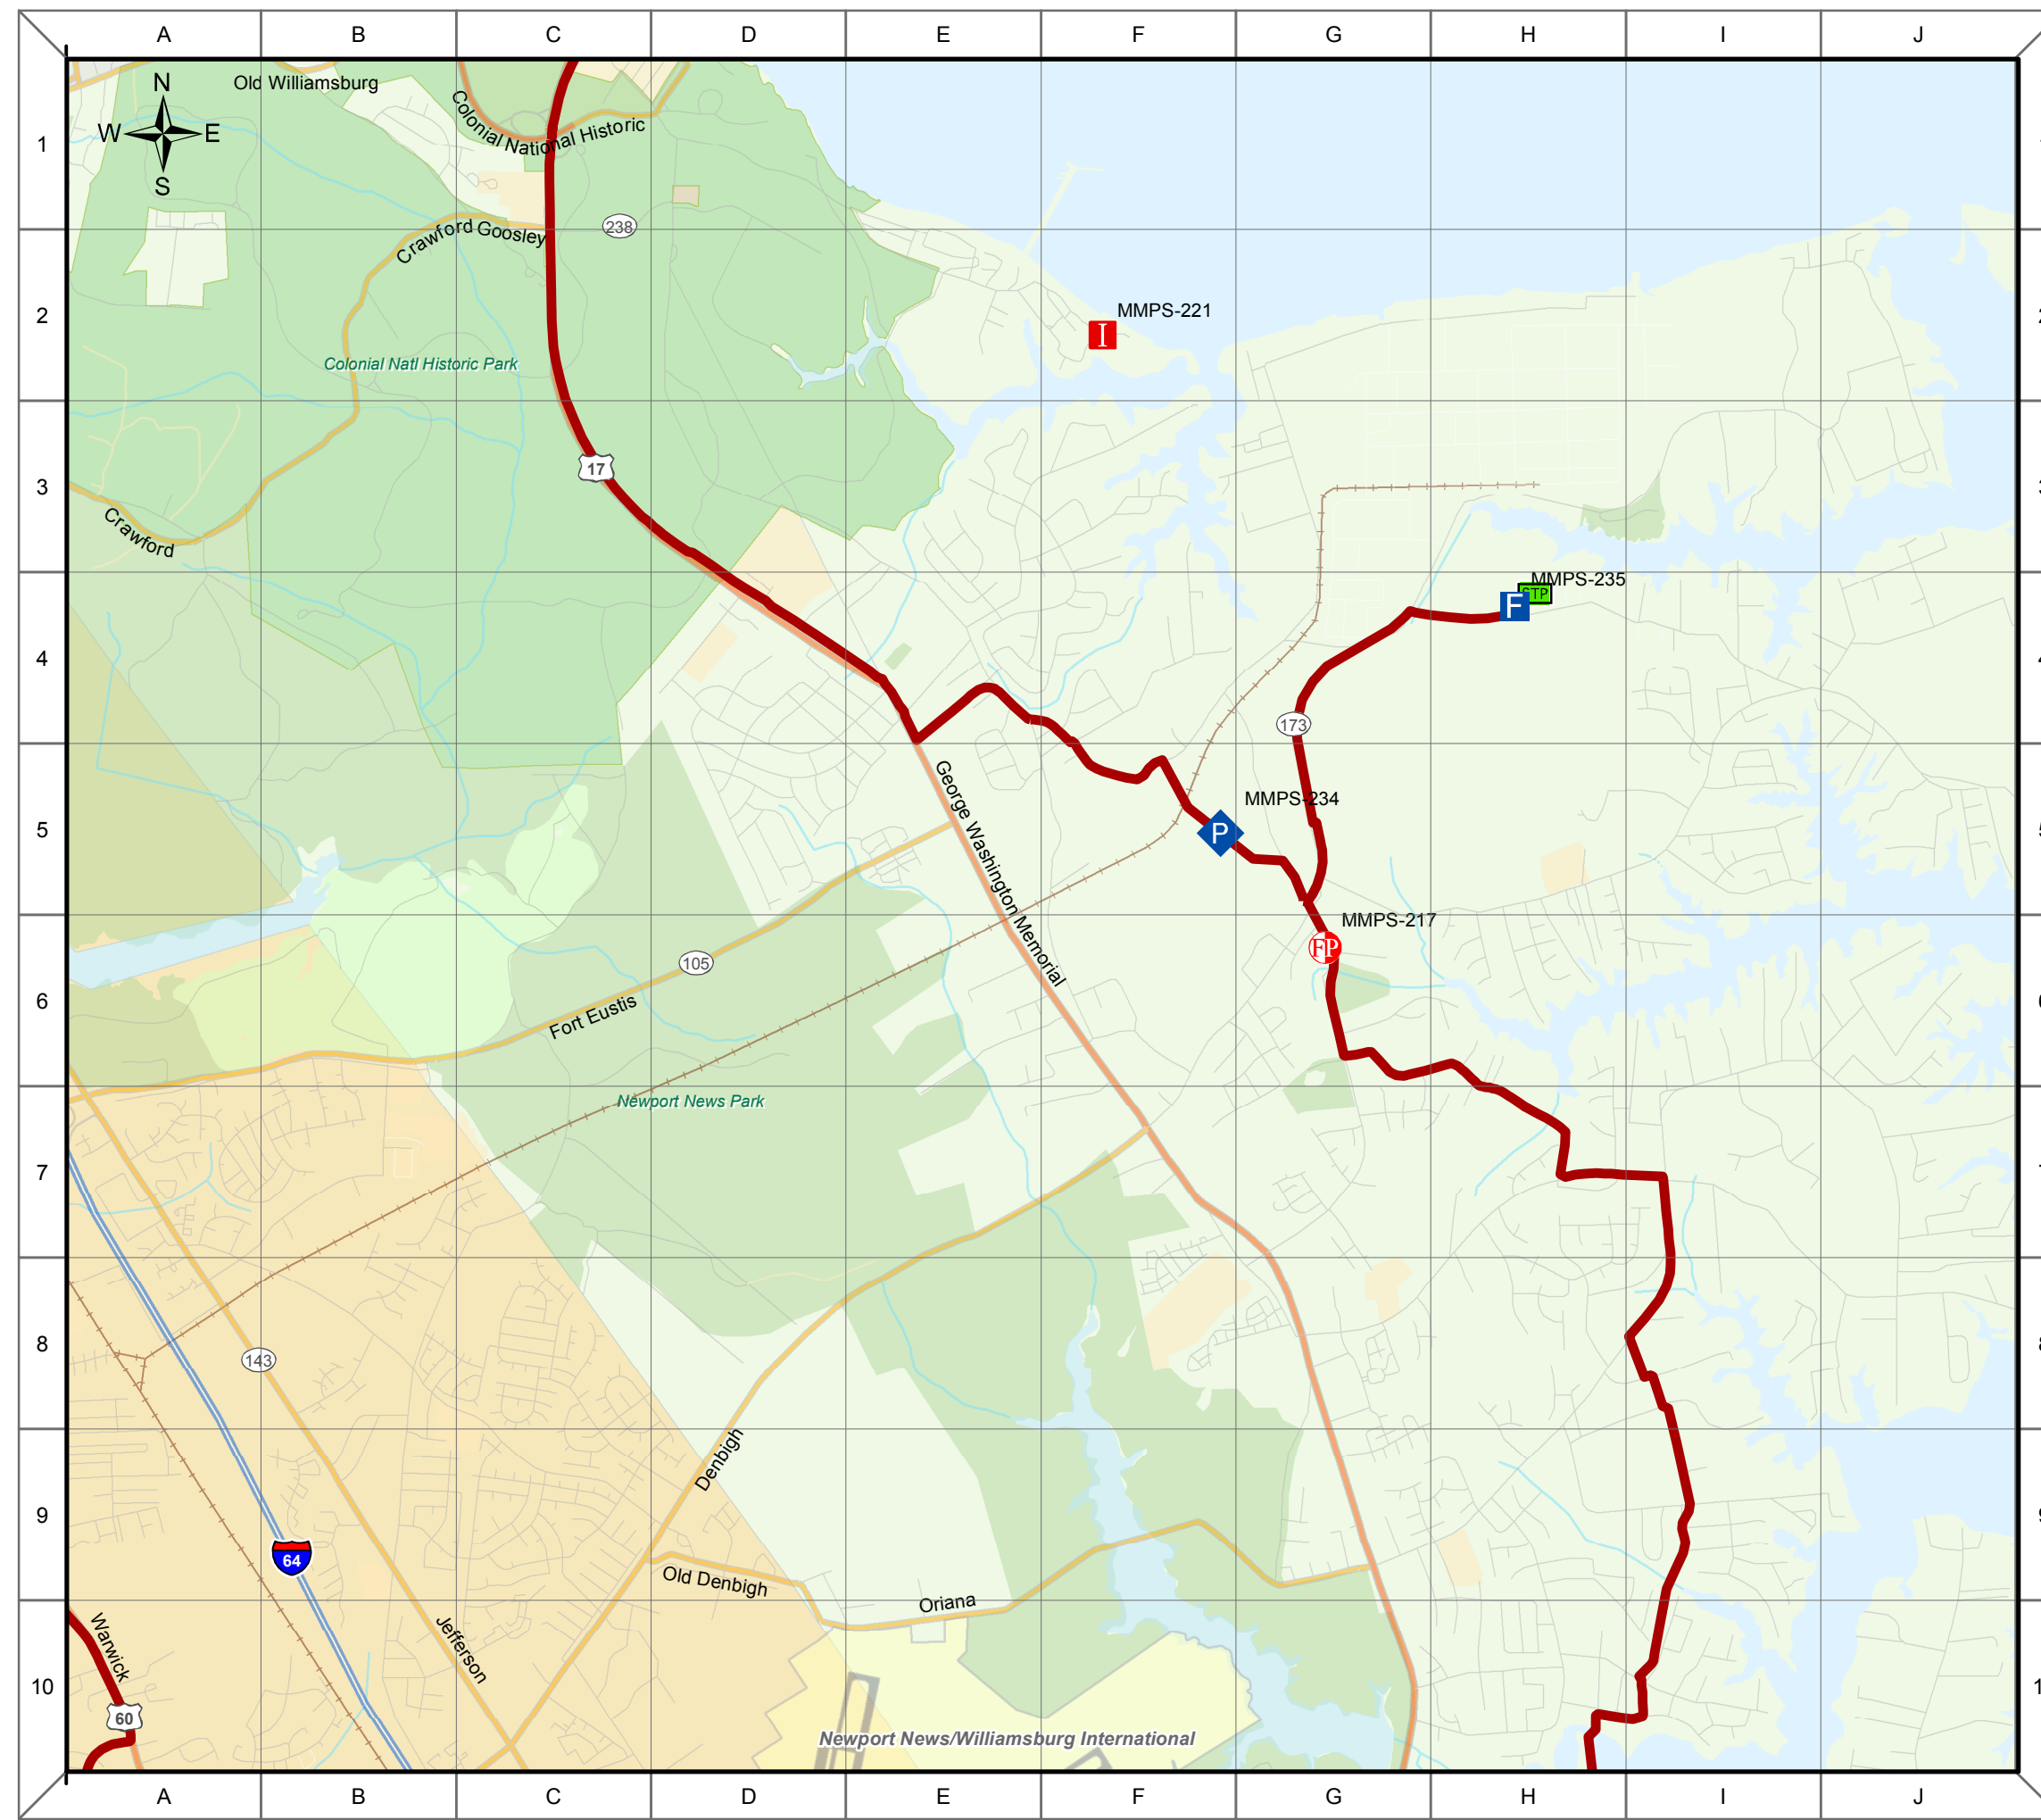 A B C D E F G H I J
Old Williamsburg
N
W E
S
Colonial National Historic
1
238
Crawford Goosley
2
MMPS-221
I
Colonial Natl Historic Park
17
3
Crawford
MMPS-235
STP
F
4
173
MMPS-234
P
5
George Washington Memorial
MMPS-217
FP
105
6
Fort Eustis
Newport News Park
7
8
143
Denbigh
9
64
Old Denbigh
Oriana
Warwick
Jefferson
10
60
Newport News/Williamsburg International
A B C D E F G H I J